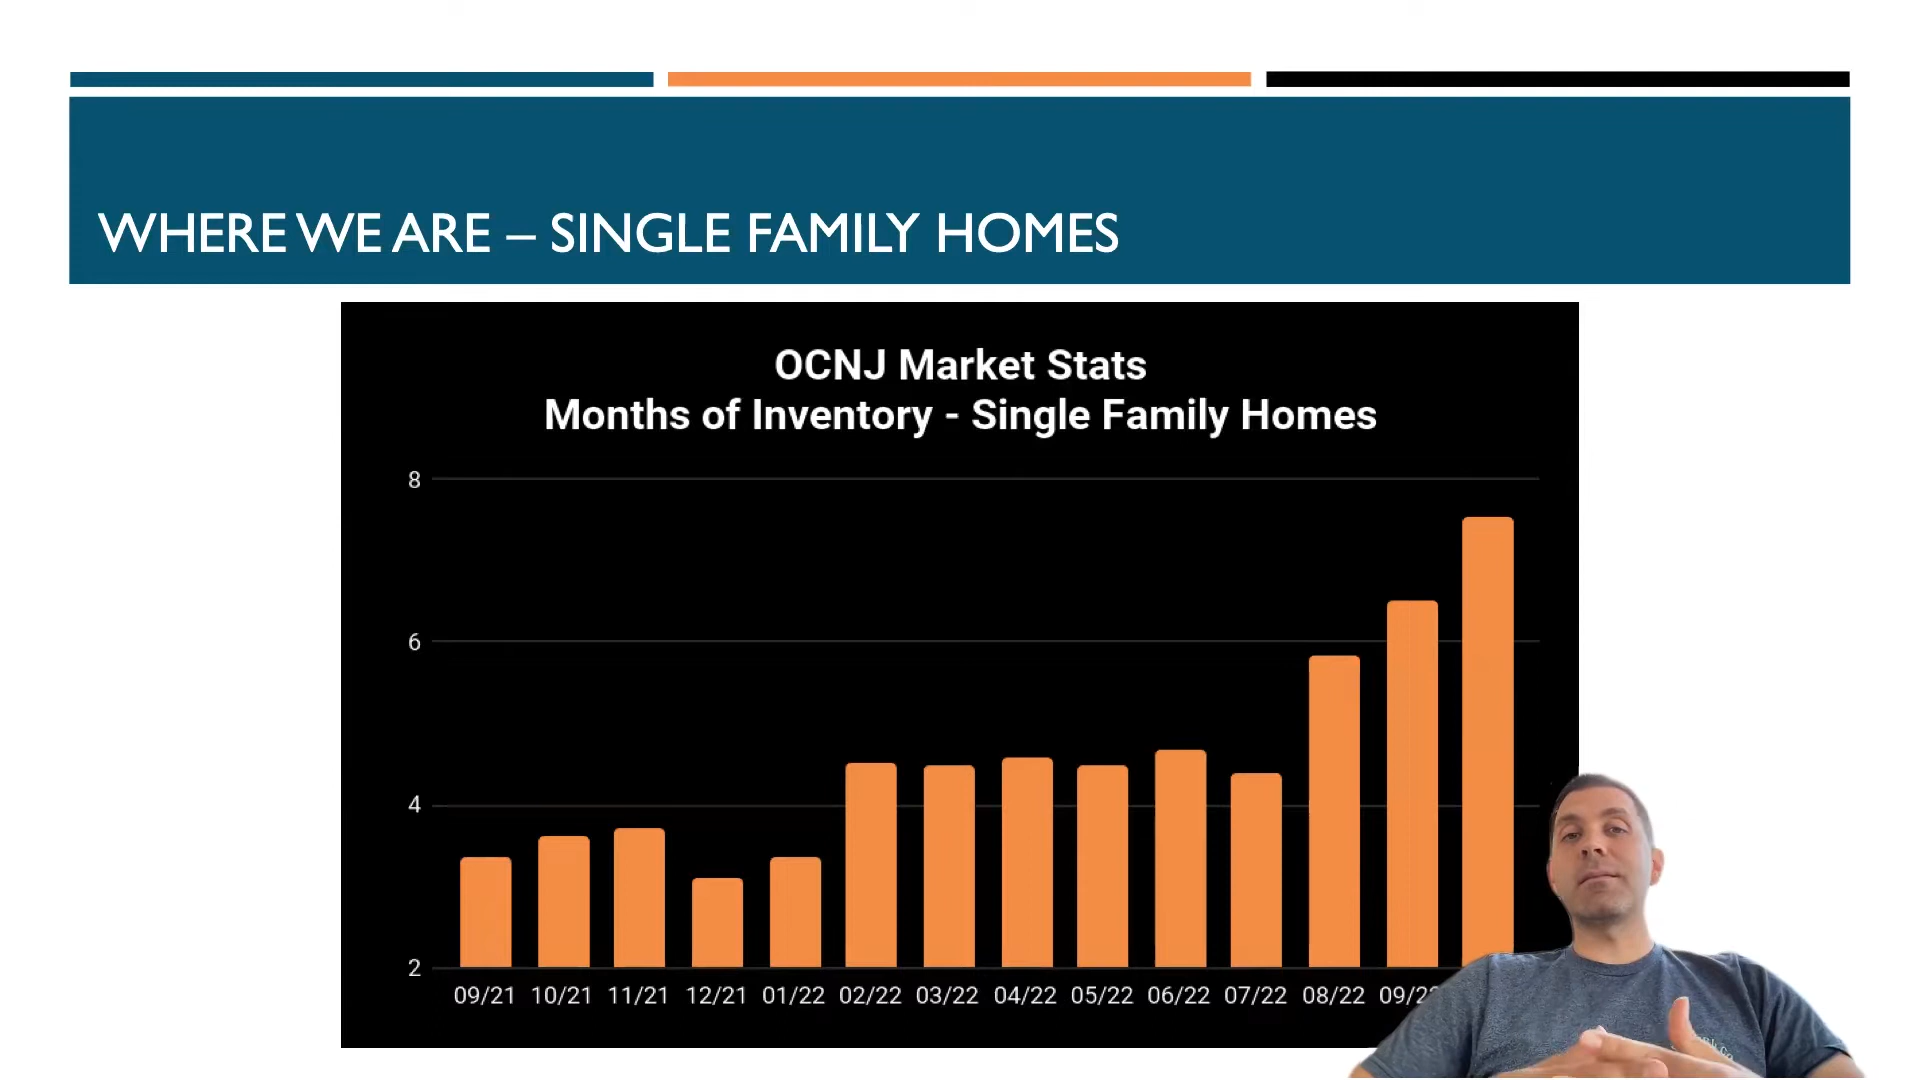 WHERE WE ARE – SINGLE FAMILY HOMES
OCNJ Market Stats
Months of Inventory - Single Family Homes
8
6
4
2
09/21 10/21 11/21 12/21 01/22 02/22 03/22 04/22 05/22 06/22 07/22 08/22